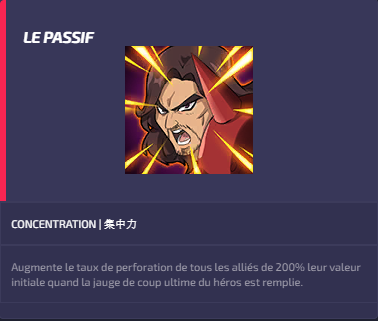 LE PASSIF
CONCENTRATION | 集中力
Augmente le taux de perforation de tous les alliés de 200% leur valeur
initiale quand la jauge de coup ultime du héros est remplie.